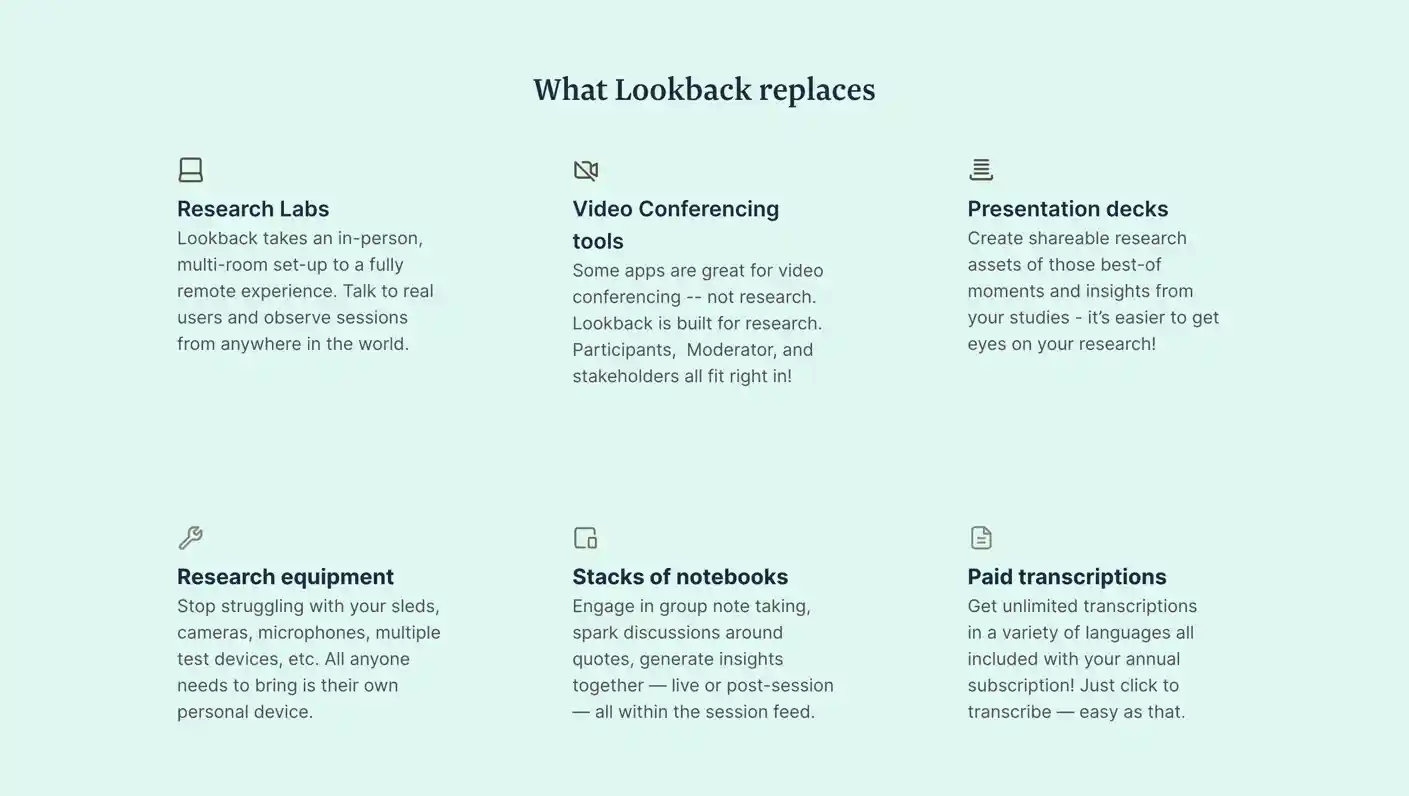 What Lookback replaces
Research Labs
Lookback takes an in-person,
multi-room set-up to a fully
remote experience. Talk to real
users and observe sessions
from anywhere in the world.
Video Conferencing
tools
Some apps are great for video
conferencing -- not research.
Lookback is built for research.
Participants,  Moderator, and
stakeholders all fit right in!
Presentation decks
Create shareable research
assets of those best-of
moments and insights from
your studies - it’s easier to get
eyes on your research!
Research equipment
Stop struggling with your sleds,
cameras, microphones, multiple
test devices, etc. All anyone
needs to bring is their own
personal device.
Stacks of notebooks
Engage in group note taking,
spark discussions around
quotes, generate insights
together — live or post-session
— all within the session feed.
Paid transcriptions
Get unlimited transcriptions
in a variety of languages all
included with your annual
subscription! Just click to
transcribe — easy as that.